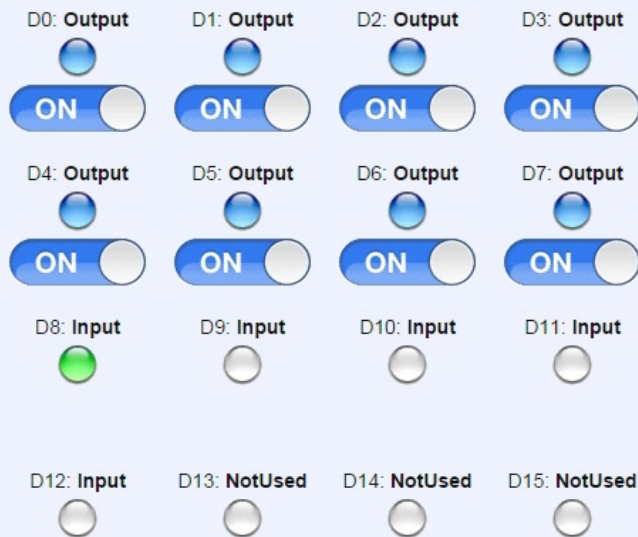 D0: Output D1: Output D2: Output D3: Output
ON ON ON ON
D4: Output D5: Output D6: Output D7: Output
ON ON ON ON
D8: Input D9: Input D10: Input D11: Input
D12: Input D13: NotUsed D14: NotUsed D15: NotUsed